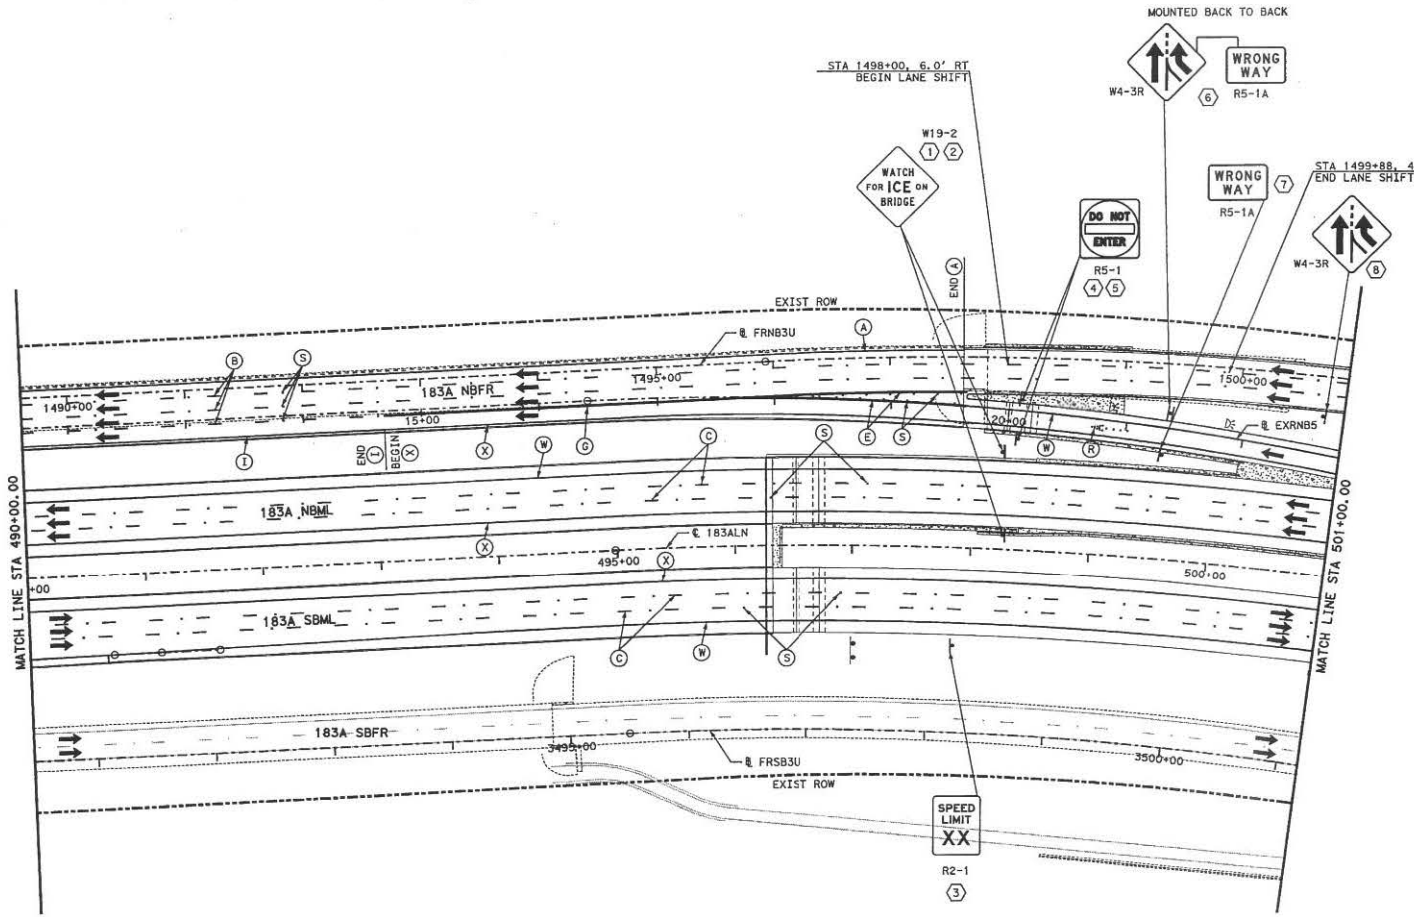 MOUNTED BACK TO BACK
WRONG
WAY
W4-3R
6
R5-1A
STA 1498+00, 6.0' RT
BEGIN LANE SHIFT
W19-2
1 2
WATCH
FOR ICE ON
BRIDGE
WRONG
WAY
7
R5-1A
STA 1499+88, 4
END LANE SHIFT
DO NOT
ENTER
R5-1
4 5
W4-3R
8
END A
EXIST ROW
FRNB3U
A
B
S
1490+00
183A NBFR
1495+00
1500+00
15+00
20+00
EXRNB5
I
END I
BEGIN X
X
W
G
E
S
W
R
C
S
183A NBML
X
183ALN
495+00
X
500+00
+00
183A SBML
C
W
S
MATCH LINE STA 490+00.00
MATCH LINE STA 501+00.00
183A SBFR
3495+00
FRSB3U
3500+00
EXIST ROW
SPEED
LIMIT
XX
R2-1
3